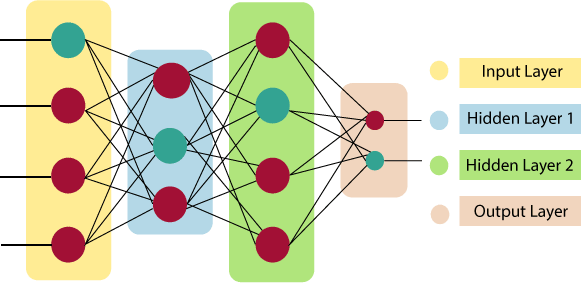 Input Layer
Hidden Layer 1
Hidden Layer 2
Output Layer